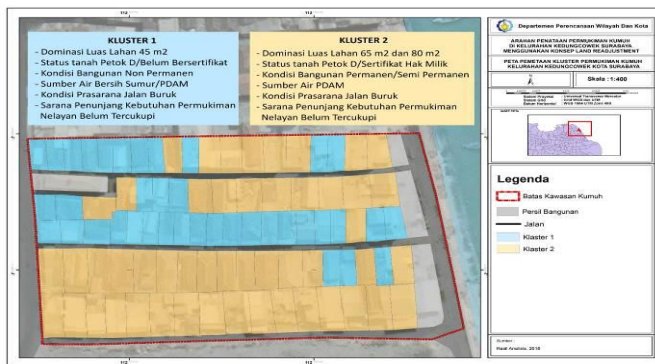 KLUSTER 1
- Dominasi Luas Lahan 45 m2
- Status tanah Petok D/Belum Bersertifikat
- Kondisi Bangunan Non Permanen
- Sumber Air Bersih Sumur/PDAM
- Kondisi Prasarana Jalan Buruk
- Sarana Penunjang Kebutuhan Permukiman
Nelayan Belum Tercukupi
KLUSTER 2
- Dominasi Luas Lahan 65 m2 dan 80 m2
- Status tanah Petok D/Sertifikat Hak Milik
- Kondisi Bangunan Permanen/Semi Permanen
- Sumber Air PDAM
- Kondisi Prasarana Jalan Buruk
- Sarana Penunjang Kebutuhan Permukiman
Nelayan Belum Tercukupi
Departemen Perencanaan Wilayah Dan Kota
ARAHAN PENATAAN PERMUKIMAN KUMUH
DI KELURAHAN KEDUNGCOWEK SURABAYA
MENGGUNAKAN KONSEP LAND READJUSTMENT
PETA PEMETAAN KLUSTER PERMUKIMAN KUMUH
KELURAHAN KEDUNGCOWEK KOTA SURABAYA
Skala : 1:400
Legenda
Batas Kawasan Kumuh
Persil Bangunan
Jalan
Klaster 1
Klaster 2
Sumber :